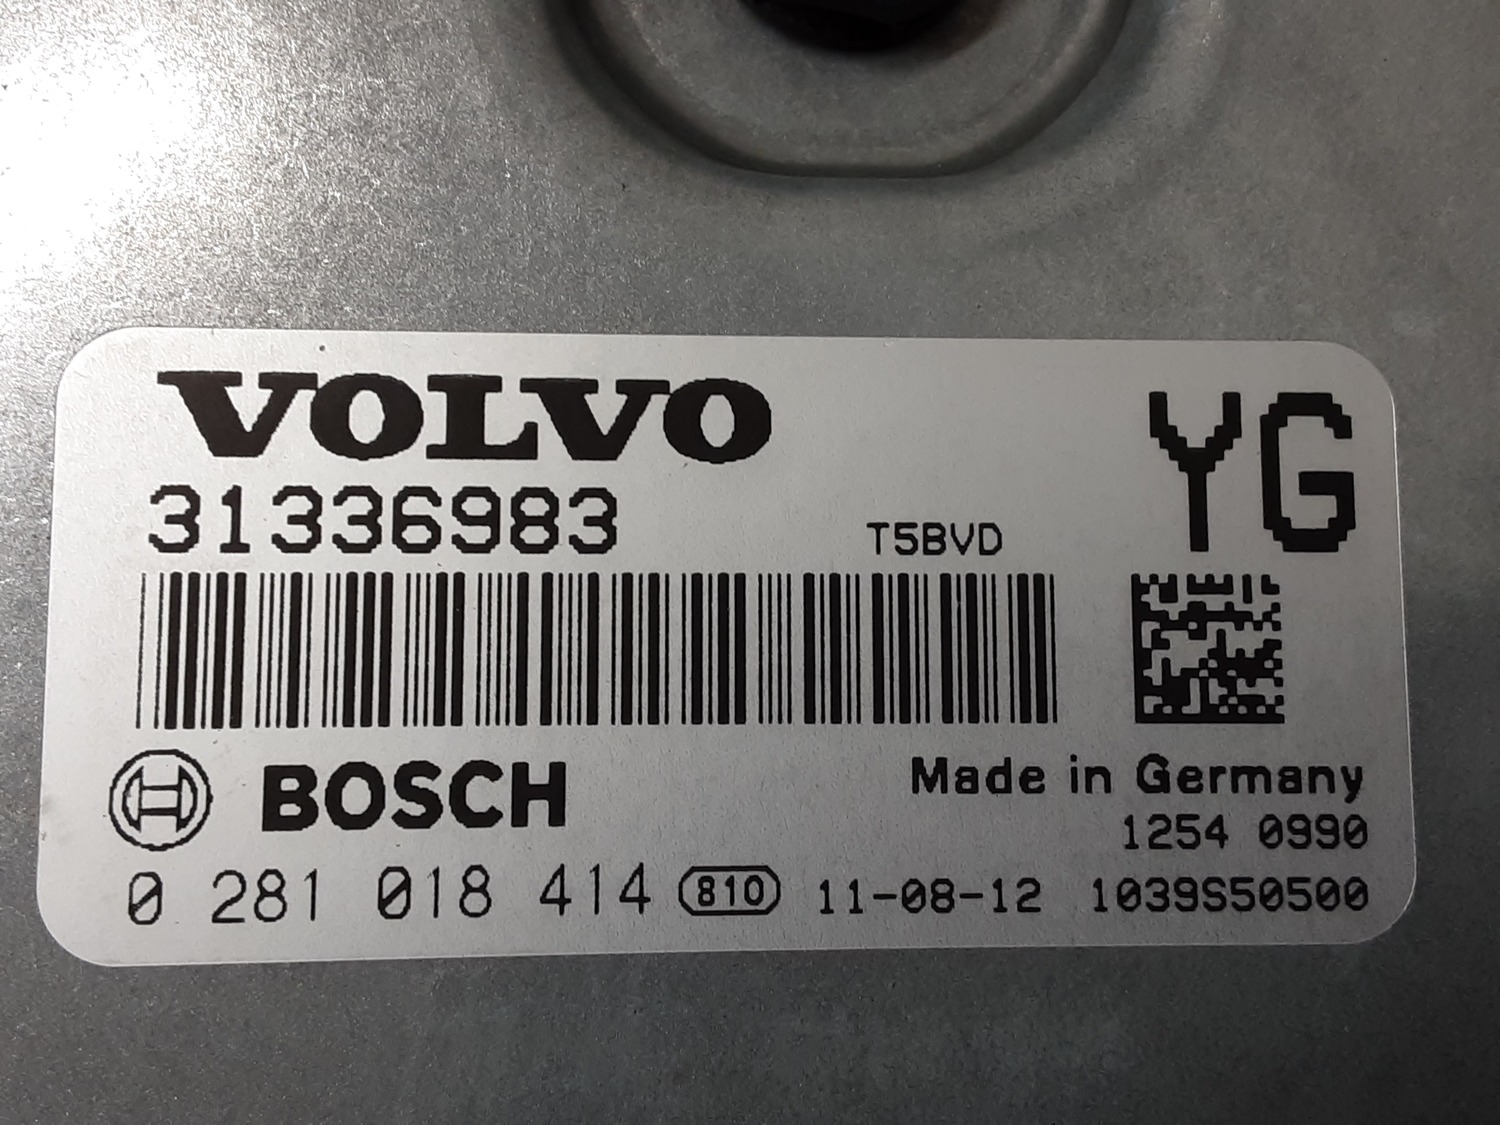 VOLVO YG
31336983 T5BVD
BOSCH Made in Germany
1254 0990
0 281 018 414 810 11-08-12 1039S50500